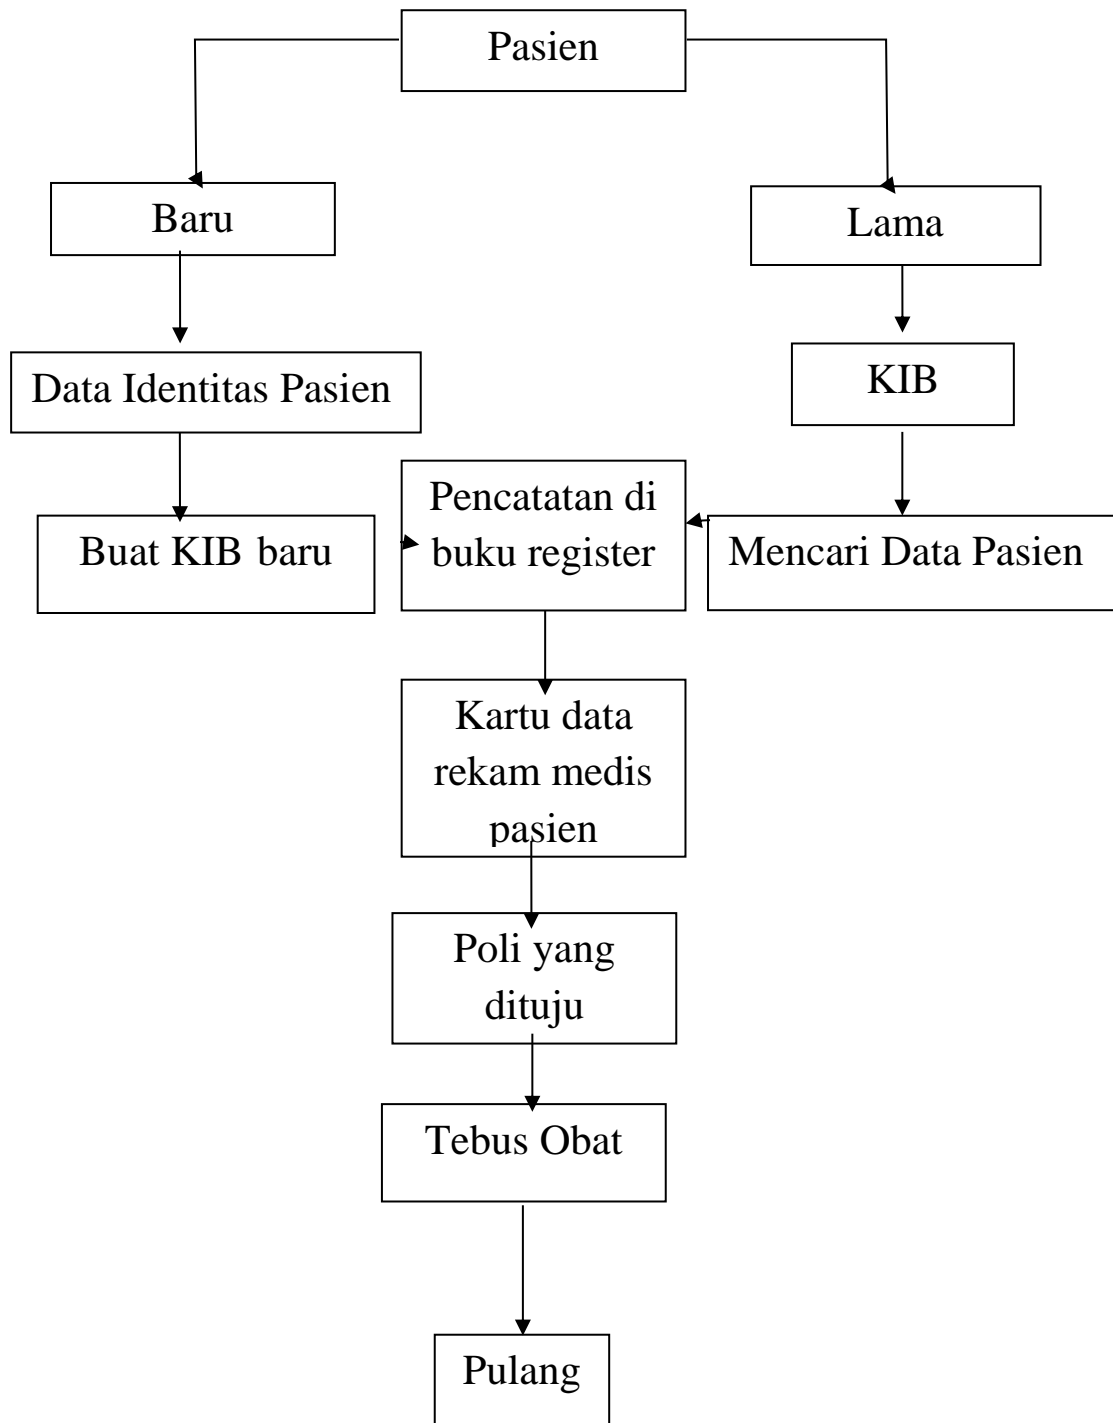 Pasien
Baru
Lama
Data Identitas Pasien
KIB
Buat KIB baru
Pencatatan di
buku register
Mencari Data Pasien
Kartu data
rekam medis
pasien
Poli yang
dituju
Tebus Obat
Pulang